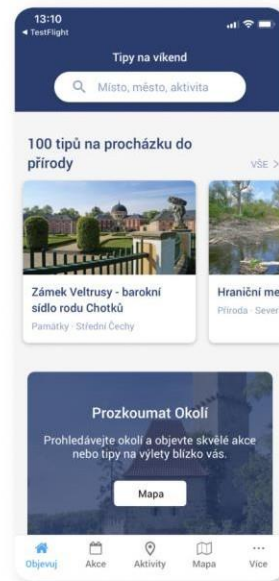 13:10
◀ TestFlight
Tipy na víkend
Místo, město, aktivita
100 tipů na procházku do
přírody
VŠE >
Zámek Veltrusy - barokní
sídlo rodu Chotků
Památky · Střední Čechy
Hraniční me
Příroda · Sever
Prozkoumat Okolí
Prohledávejte okolí a objevte skvělé akce
nebo tipy na výlety blízko vás.
Mapa
Objevuj
Akce
Aktivity
Mapa
Více